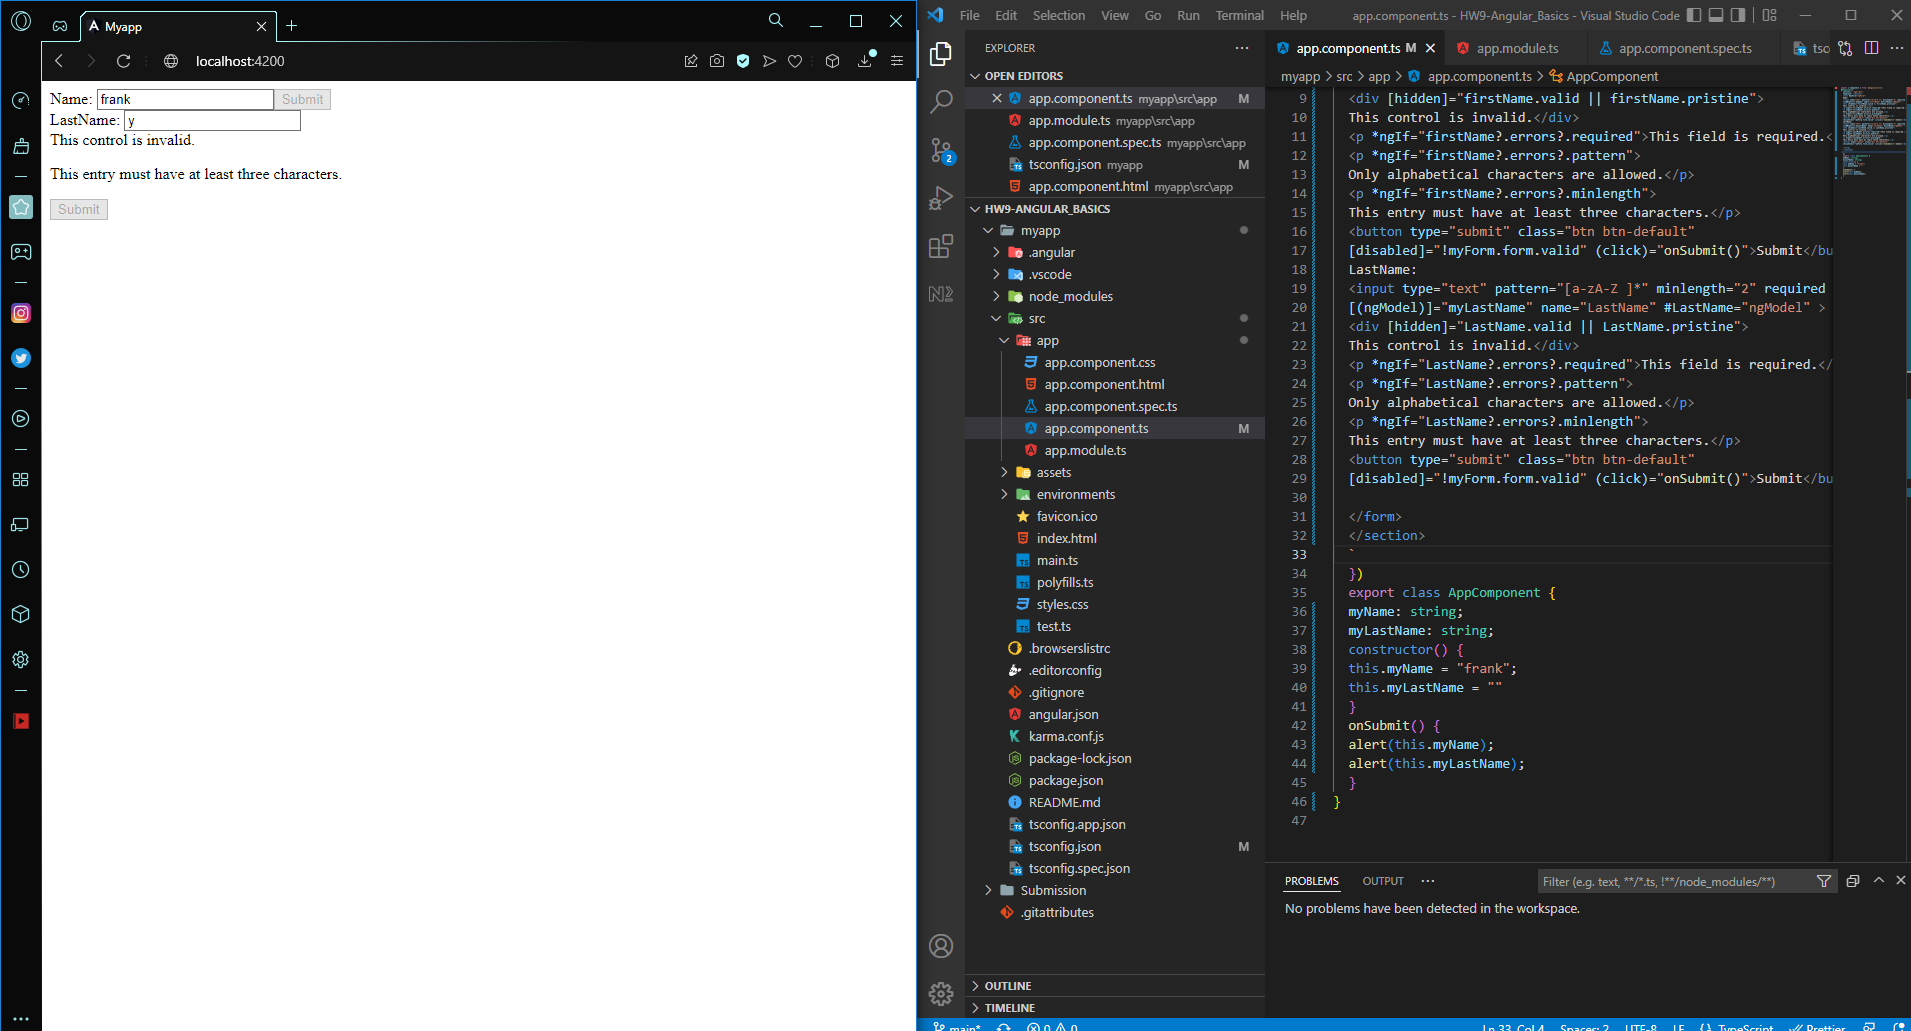 Myapp
localhost:4200
Name: frank Submit
LastName: y
This control is invalid.
This entry must have at least three characters.
Submit
File Edit Selection View Go Run Terminal Help
app.component.ts - HW9-Angular_Basics - Visual Studio Code
EXPLORER
OPEN EDITORS
app.component.ts myapp\src\app M
app.module.ts myapp\src\app
app.component.spec.ts myapp\src\app
tsconfig.json myapp M
app.component.html myapp\src\app
HW9-ANGULAR_BASICS
myapp
.angular
.vscode
node_modules
src
app
app.component.css
app.component.html
app.component.spec.ts
app.component.ts M
app.module.ts
assets
environments
favicon.ico
index.html
main.ts
polyfills.ts
styles.css
test.ts
.browserslistrc
.editorconfig
.gitignore
angular.json
karma.conf.js
package-lock.json
package.json
README.md
tsconfig.app.json
tsconfig.json M
tsconfig.spec.json
Submission
.gitattributes
OUTLINE
TIMELINE
2
app.component.ts M app.module.ts app.component.spec.ts tsc
myapp > src > app > app.component.ts > AppComponent
9 <div [hidden]="firstName.valid || firstName.pristine">
10 This control is invalid.</div>
11 <p *ngIf="firstName?.errors?.required">This field is required.<
12 <p *ngIf="firstName?.errors?.pattern">
13 Only alphabetical characters are allowed.</p>
14 <p *ngIf="firstName?.errors?.minlength">
15 This entry must have at least three characters.</p>
16 <button type="submit" class="btn btn-default"
17 [disabled]="!myForm.form.valid" (click)="onSubmit()">Submit</bu
18 LastName:
19 <input type="text" pattern="[a-zA-Z ]*" minlength="2" required
20 [(ngModel)]="myLastName" name="LastName" #LastName="ngModel" >
21 <div [hidden]="LastName.valid || LastName.pristine">
22 This control is invalid.</div>
23 <p *ngIf="LastName?.errors?.required">This field is required.</
24 <p *ngIf="LastName?.errors?.pattern">
25 Only alphabetical characters are allowed.</p>
26 <p *ngIf="LastName?.errors?.minlength">
27 This entry must have at least three characters.</p>
28 <button type="submit" class="btn btn-default"
29 [disabled]="!myForm.form.valid" (click)="onSubmit()">Submit</bu
30
31 </form>
32 </section>
33 `
34 })
35 export class AppComponent {
36 myName: string;
37 myLastName: string;
38 constructor() {
39 this.myName = "frank";
40 this.myLastName = ""
41 }
42 onSubmit() {
43 alert(this.myName);
44 alert(this.myLastName);
45 }
46 }
47
PROBLEMS OUTPUT
Filter (e.g. text, **/*.ts, !**/node_modules/**)
No problems have been detected in the workspace.
main* 0 0 Ln 33, Col 4 Spaces: 2 UTF-8 LF {} TypeScript Prettier